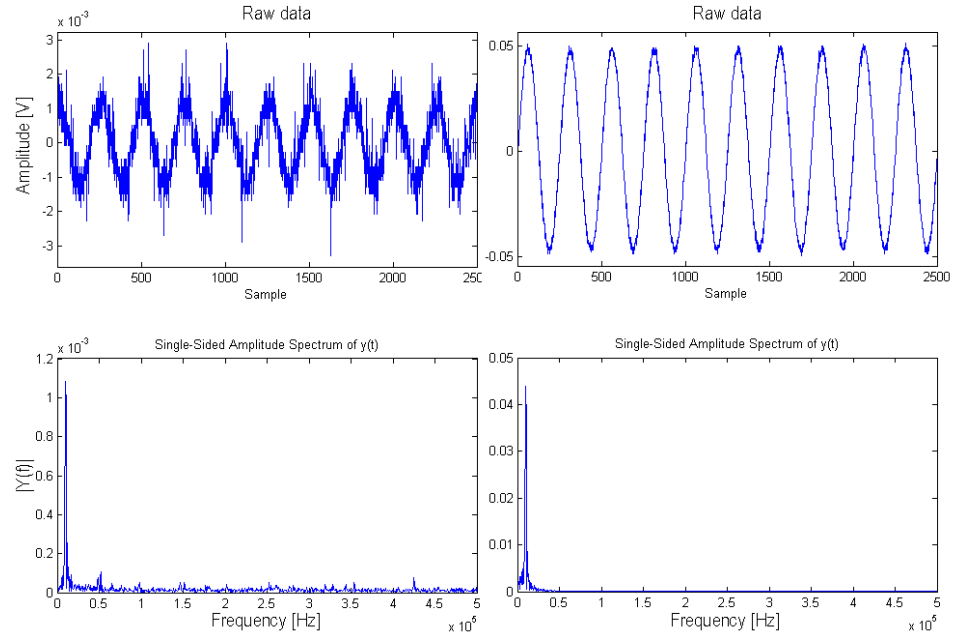 Raw data
x 10⁻³
3
2
1
0
-1
-2
-3
Amplitude [V]
0 500 1000 1500 2000 2500
Sample
Raw data
0.05
0
-0.05
0 500 1000 1500 2000 2500
Sample
Single-Sided Amplitude Spectrum of y(t)
x 10⁻³
1.2
1
0.8
0.6
0.4
0.2
0
|Y(f)|
0 0.5 1 1.5 2 2.5 3 3.5 4 4.5 5
Frequency [Hz]
x 10⁵
Single-Sided Amplitude Spectrum of y(t)
0.05
0.04
0.03
0.02
0.01
0
0 0.5 1 1.5 2 2.5 3 3.5 4 4.5 5
Frequency [Hz]
x 10⁵